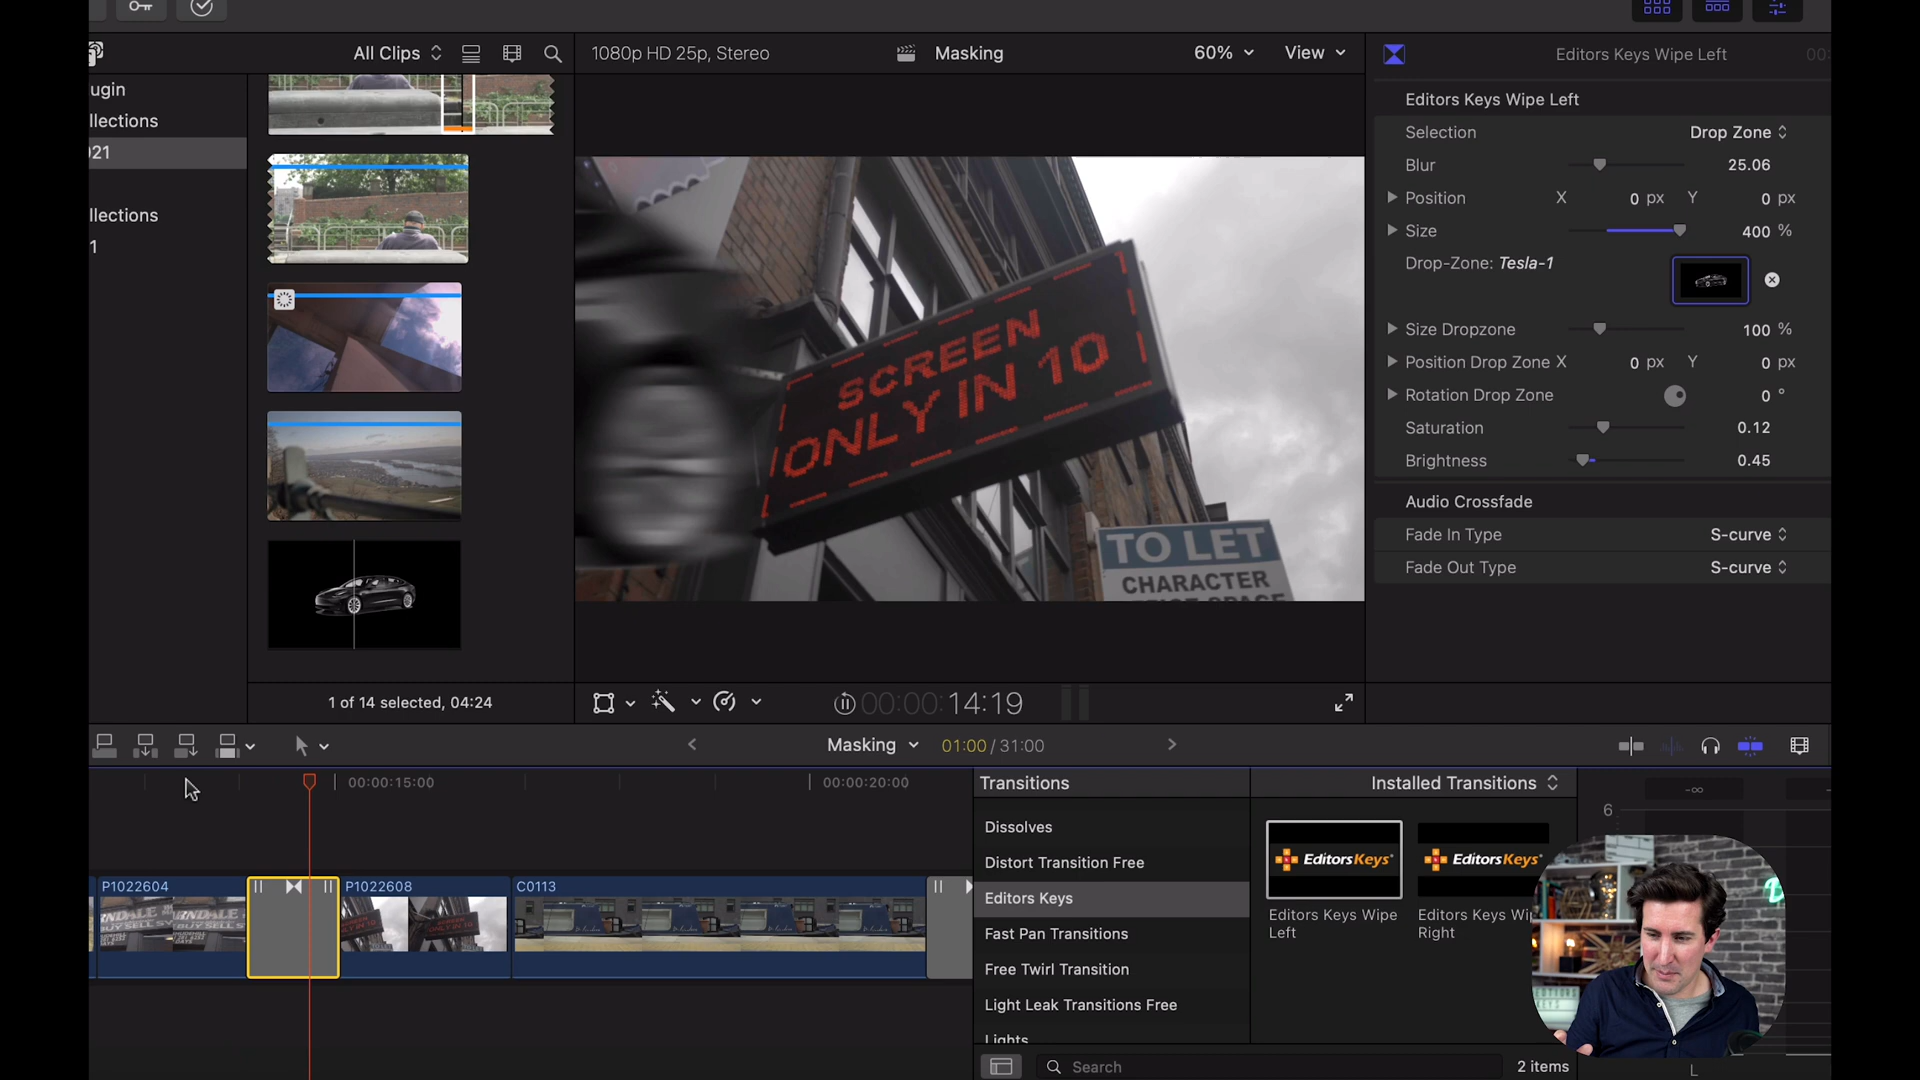 All Clips
1080p HD 25p, Stereo
Masking
60%
View
Editors Keys Wipe Left
00:
ugin
llections
021
llections
1
1 of 14 selected, 04:24
SCREEN
ONLY IN 10
TO LET
CHARACTER
Editors Keys Wipe Left
Selection
Drop Zone
Blur
25.06
Position X 0 px Y 0 px
Size
400 %
Drop-Zone: Tesla-1
Size Dropzone
100 %
Position Drop Zone X 0 px Y 0 px
Rotation Drop Zone
0 °
Saturation
0.12
Brightness
0.45
Audio Crossfade
Fade In Type
S-curve
Fade Out Type
S-curve
00:00:14:19
Masking
01:00 / 31:00
00:00:15:00
00:00:20:00
P1022604
P1022608
C0113
Transitions
Installed Transitions
Dissolves
Distort Transition Free
Editors Keys
Fast Pan Transitions
Free Twirl Transition
Light Leak Transitions Free
Lights
EditorsKeys
EditorsKeys
Editors Keys Wipe
Left
Editors Keys Wi
Right
Search
2 items
-∞
6
L